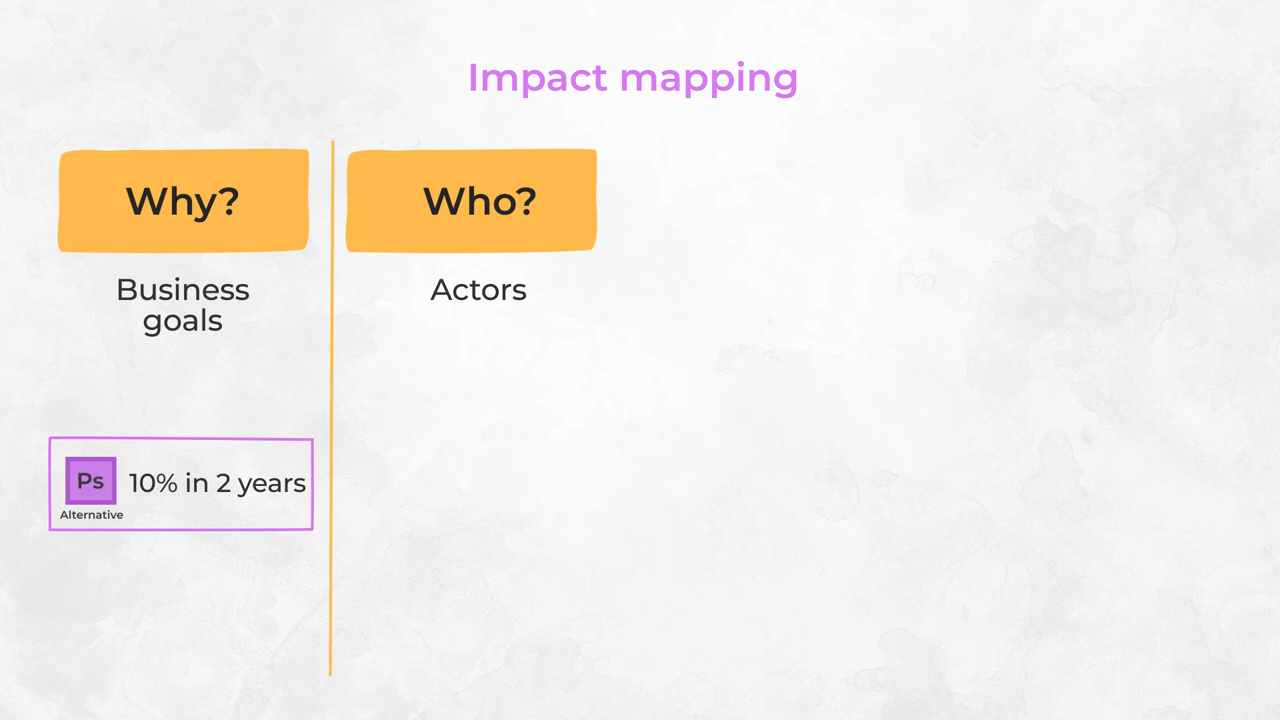 Impact mapping
Why?
Who?
Business
goals
Actors
Ps
10% in 2 years
Alternative